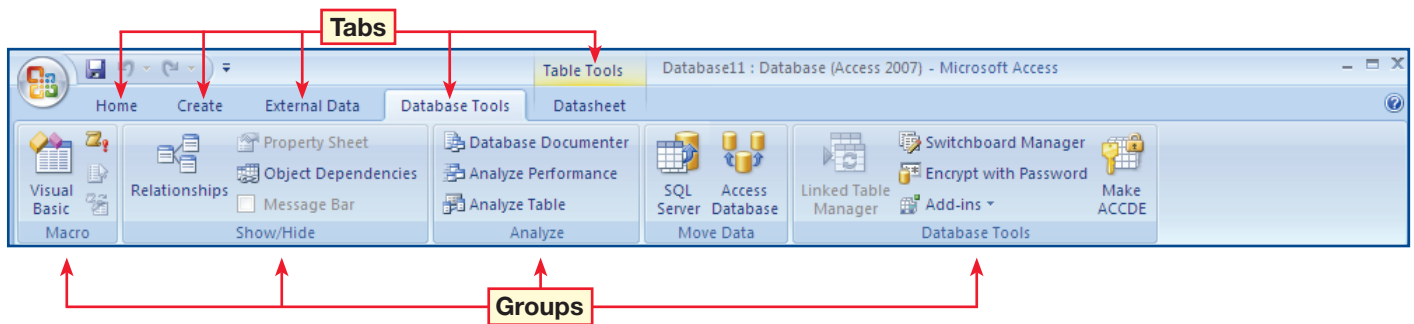 Tabs
Table Tools
Database11 : Database (Access 2007) - Microsoft Access
Home Create External Data Database Tools Datasheet
Visual Basic
Relationships
Property Sheet
Object Dependencies
Message Bar
Database Documenter
Analyze Performance
Analyze Table
SQL Server
Access Database
Linked Table Manager
Switchboard Manager
Encrypt with Password
Add-ins
Make ACCDE
Macro Show/Hide Analyze Move Data Database Tools
Groups